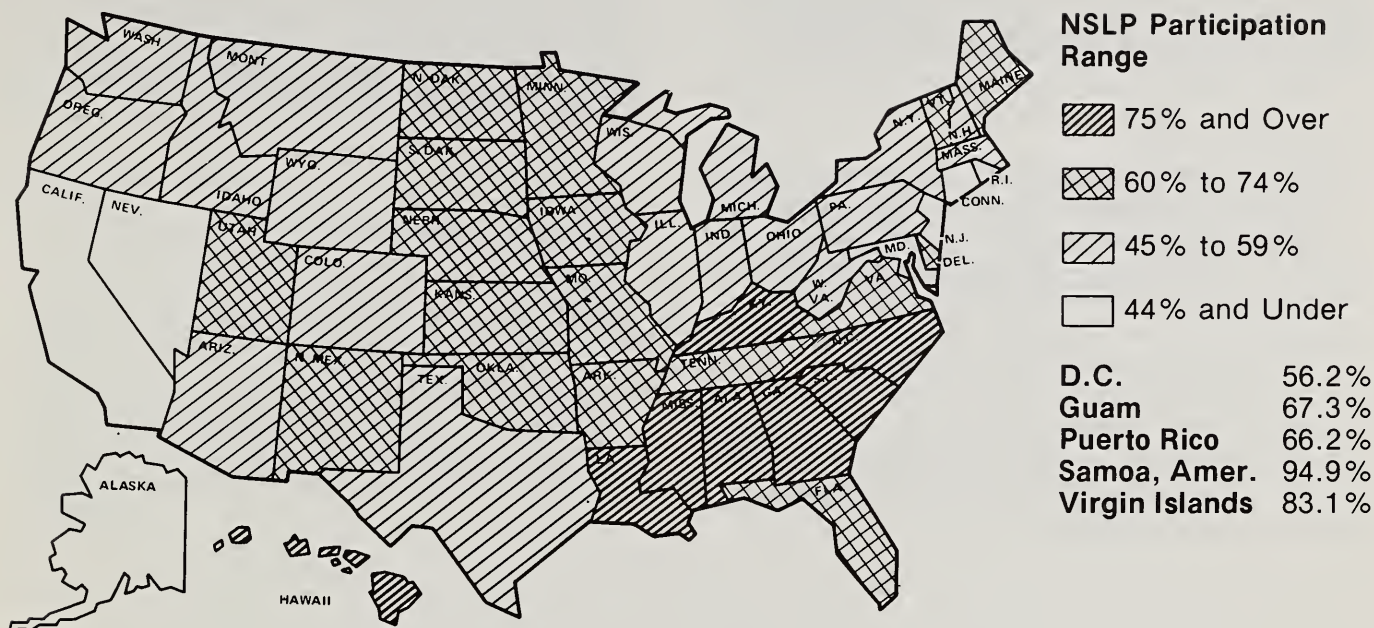 NSLP Participation
Range
75% and Over
60% to 74%
45% to 59%
44% and Under
D.C. 56.2%
Guam 67.3%
Puerto Rico 66.2%
Samoa, Amer. 94.9%
Virgin Islands 83.1%
WASH
OREG.
CALIF.
NEV.
IDAHO
MONT
WYO.
UTAH
COLO.
ARIZ.
N. MEX.
N. DAK
S. DAK.
NEBR.
KANS.
OKLA.
TEX.
MINN.
IOWA
MO.
ARK.
LA.
WIS.
ILL.
MICH.
IND
OHIO
KY.
TENN.
MISS.
ALA.
GA.
FLA.
S.C.
N.C.
VA.
W.
VA.
MD.
DEL.
N.J.
PA.
N.Y.
CONN.
R.I.
MASS.
VT.
N.H.
MAINE
ALASKA
HAWAII